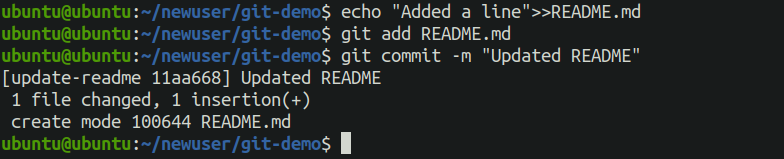 ubuntu@ubuntu:~/newuser/git-demo$ echo "Added a line">>README.md
ubuntu@ubuntu:~/newuser/git-demo$ git add README.md
ubuntu@ubuntu:~/newuser/git-demo$ git commit -m "Updated README"
[update-readme 11aa668] Updated README
 1 file changed, 1 insertion(+)
 create mode 100644 README.md
ubuntu@ubuntu:~/newuser/git-demo$